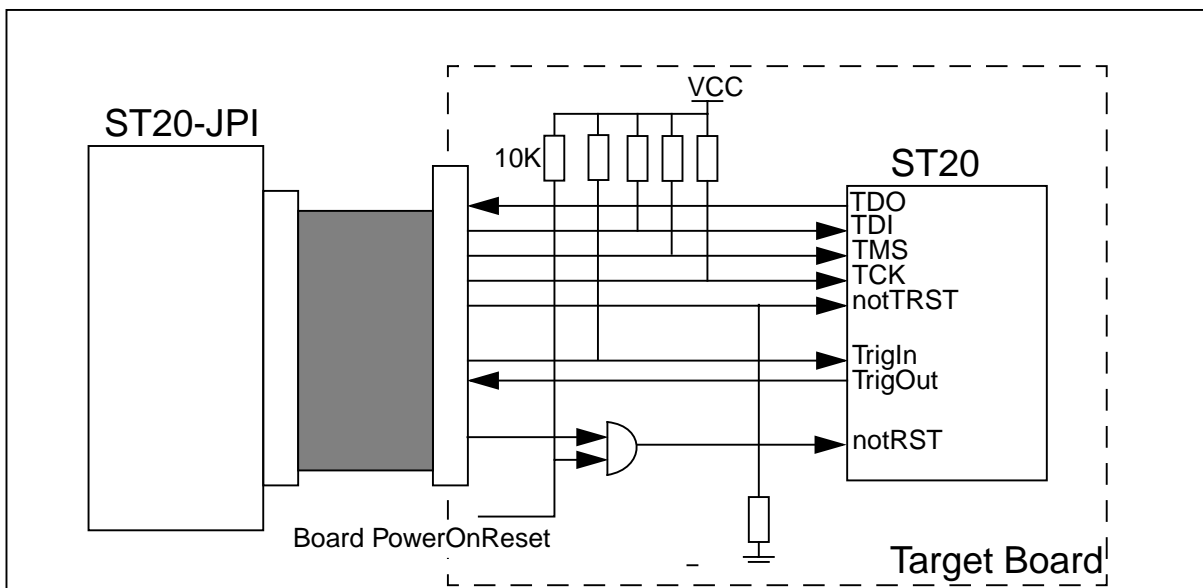 VCC
ST20-JPI
10K
ST20
TDO
TDI
TMS
TCK
notTRST
TrigIn
TrigOut
notRST
Board PowerOnReset
Target Board